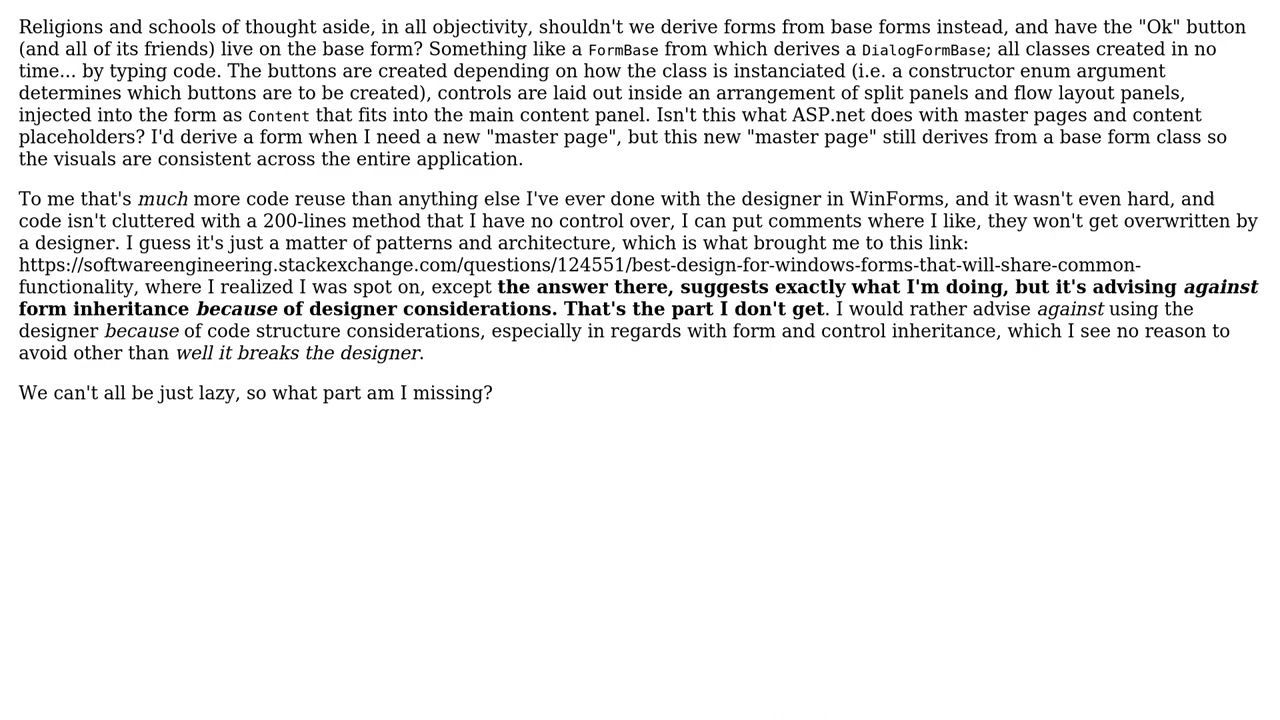 Religions and schools of thought aside, in all objectivity, shouldn't we derive forms from base forms instead, and have the "Ok" button
(and all of its friends) live on the base form? Something like a FormBase from which derives a DialogFormBase; all classes created in no
time... by typing code. The buttons are created depending on how the class is instanciated (i.e. a constructor enum argument
determines which buttons are to be created), controls are laid out inside an arrangement of split panels and flow layout panels,
injected into the form as Content that fits into the main content panel. Isn't this what ASP.net does with master pages and content
placeholders? I'd derive a form when I need a new "master page", but this new "master page" still derives from a base form class so
the visuals are consistent across the entire application.
To me that's much more code reuse than anything else I've ever done with the designer in WinForms, and it wasn't even hard, and
code isn't cluttered with a 200-lines method that I have no control over, I can put comments where I like, they won't get overwritten by
a designer. I guess it's just a matter of patterns and architecture, which is what brought me to this link:
https://softwareengineering.stackexchange.com/questions/124551/best-design-for-windows-forms-that-will-share-common-
functionality, where I realized I was spot on, except the answer there, suggests exactly what I'm doing, but it's advising against
form inheritance because of designer considerations. That's the part I don't get. I would rather advise against using the
designer because of code structure considerations, especially in regards with form and control inheritance, which I see no reason to
avoid other than well it breaks the designer.
We can't all be just lazy, so what part am I missing?